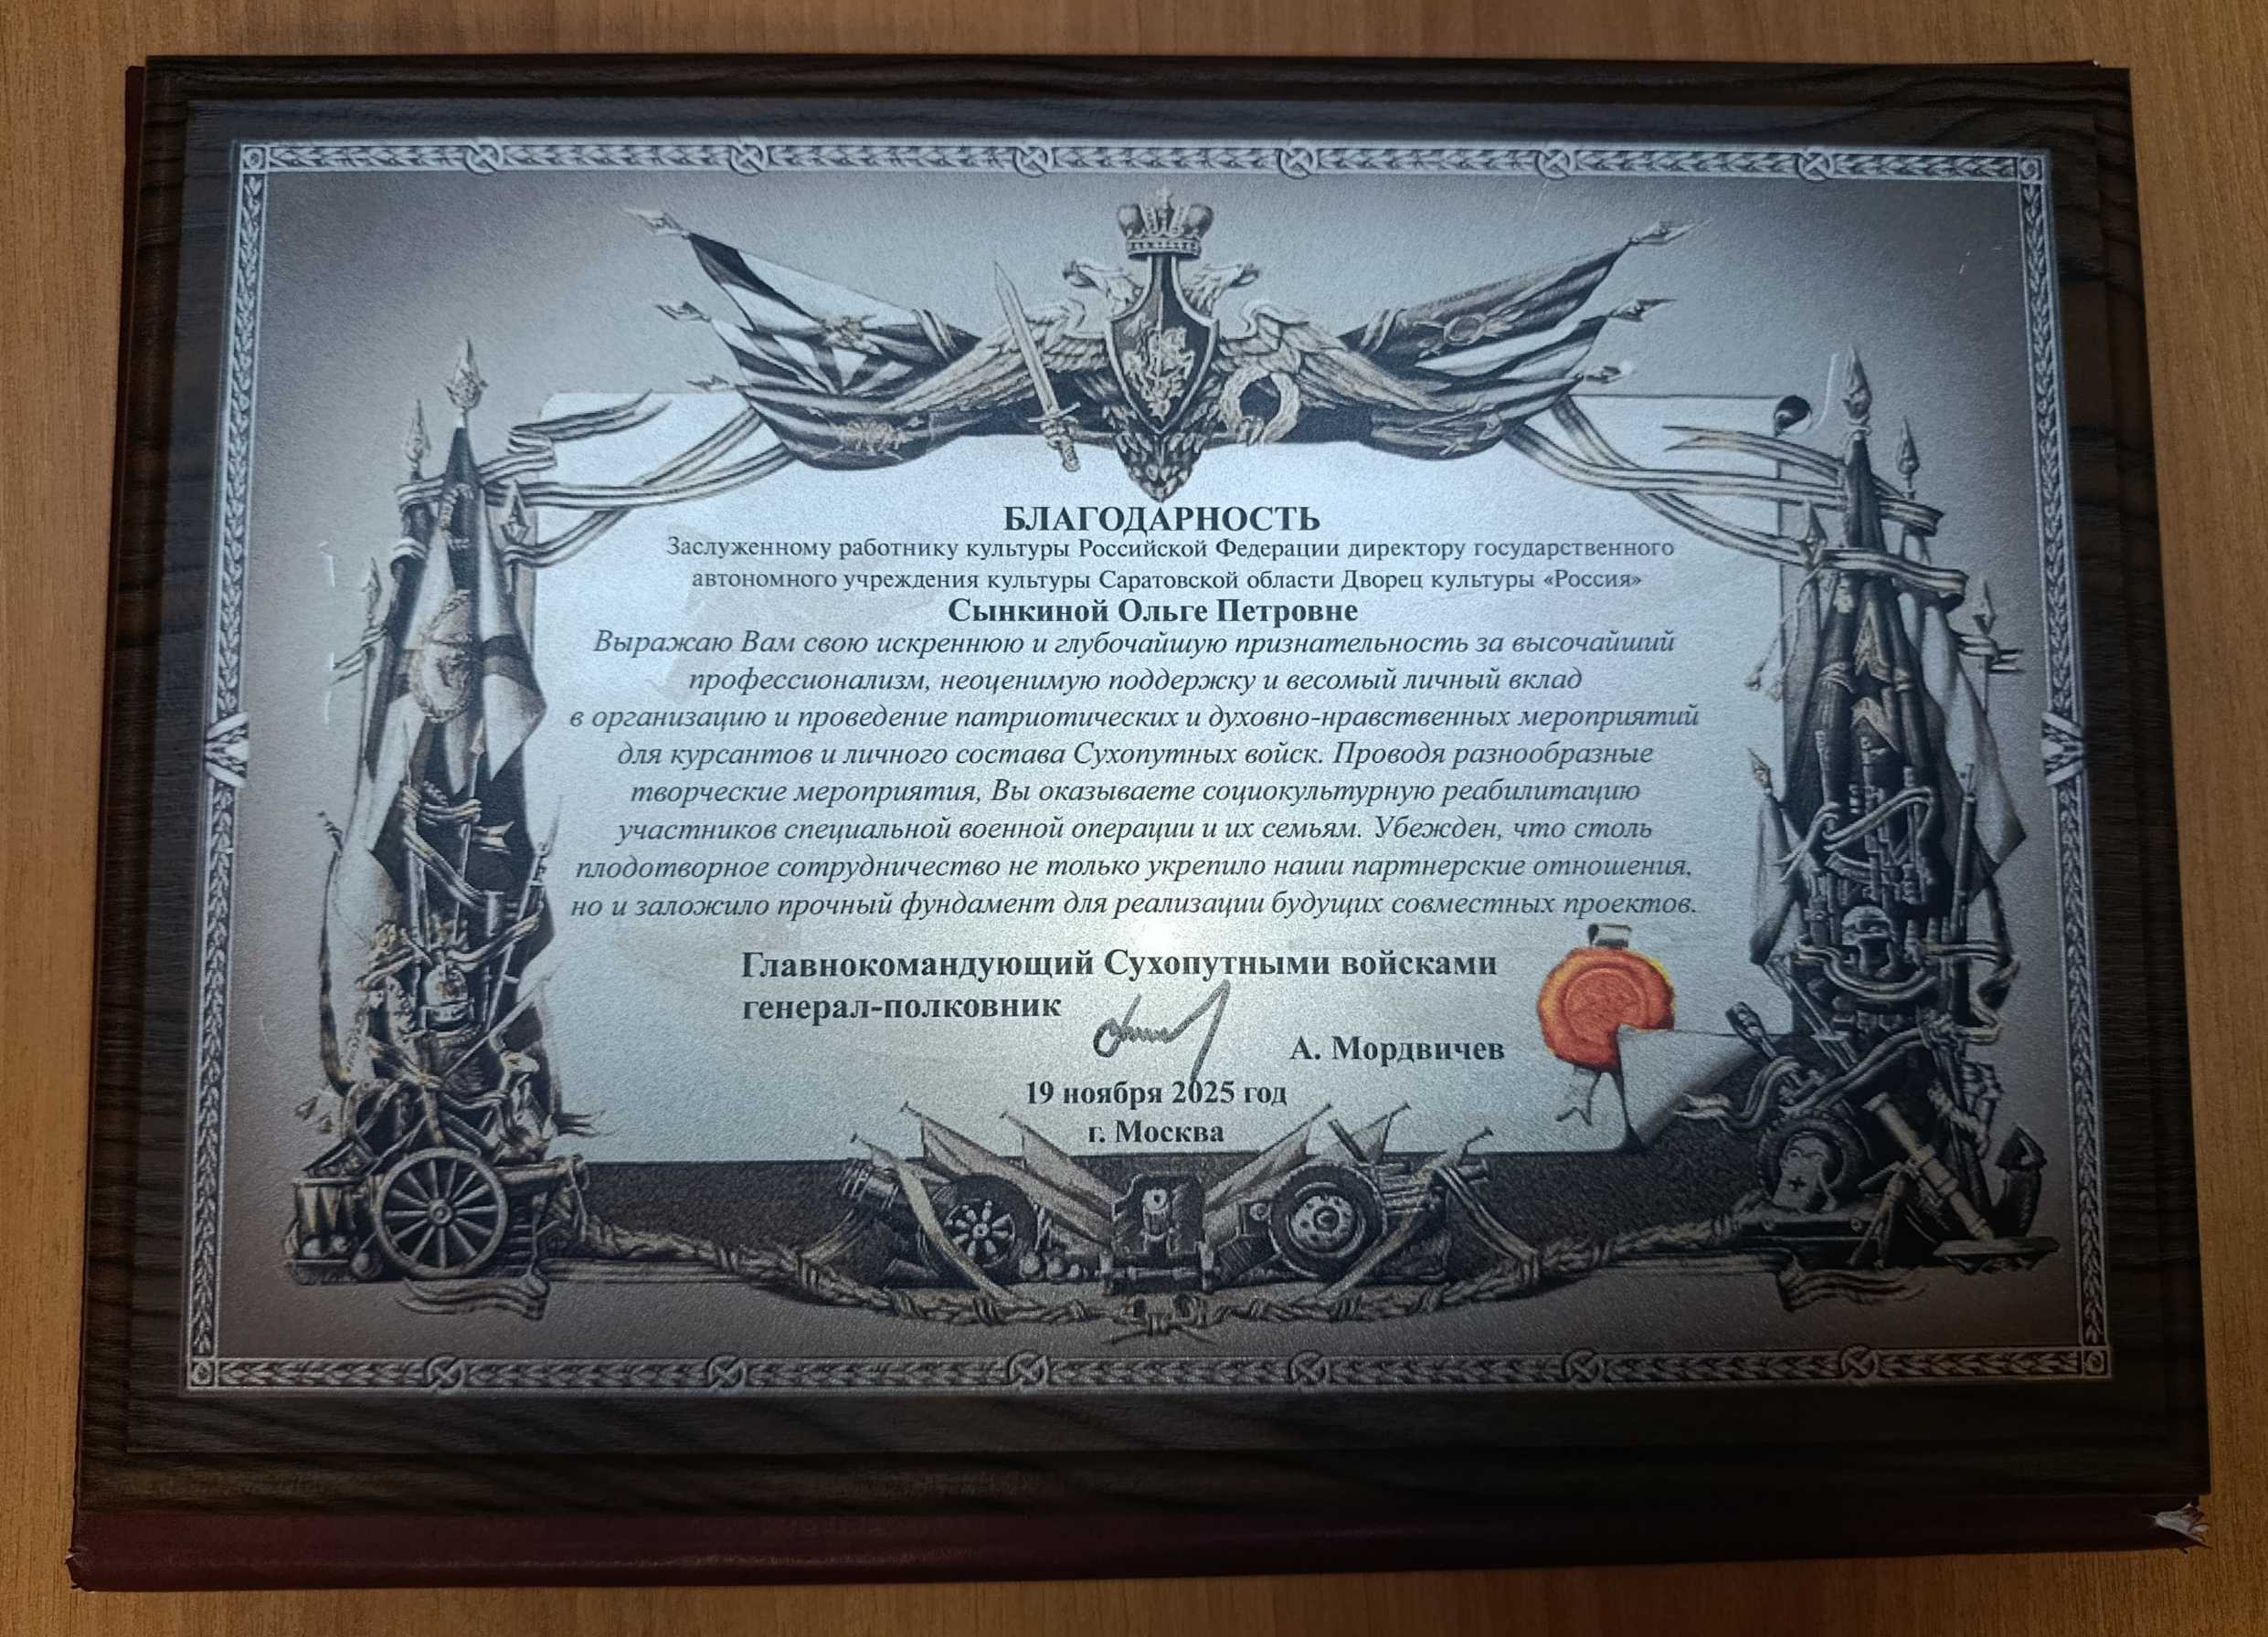 БЛАГОДАРНОСТЬ
Заслуженному работнику культуры Российской Федерации директору государственного
автономного учреждения культуры Саратовской области Дворец культуры «Россия»
Сынкиной Ольге Петровне
Выражаю Вам свою искреннюю и глубочайшую признательность за высочайший
профессионализм, неоценимую поддержку и весомый личный вклад
в организацию и проведение патриотических и духовно-нравственных мероприятий
для курсантов и личного состава Сухопутных войск. Проводя разнообразные
творческие мероприятия, Вы оказываете социокультурную реабилитацию
участников специальной военной операции и их семьям. Убежден, что столь
плодотворное сотрудничество не только укрепило наши партнерские отношения,
но и заложило прочный фундамент для реализации будущих совместных проектов.
Главнокомандующий Сухопутными войсками
генерал-полковник
А. Мордвичев
19 ноября 2025 год
г. Москва